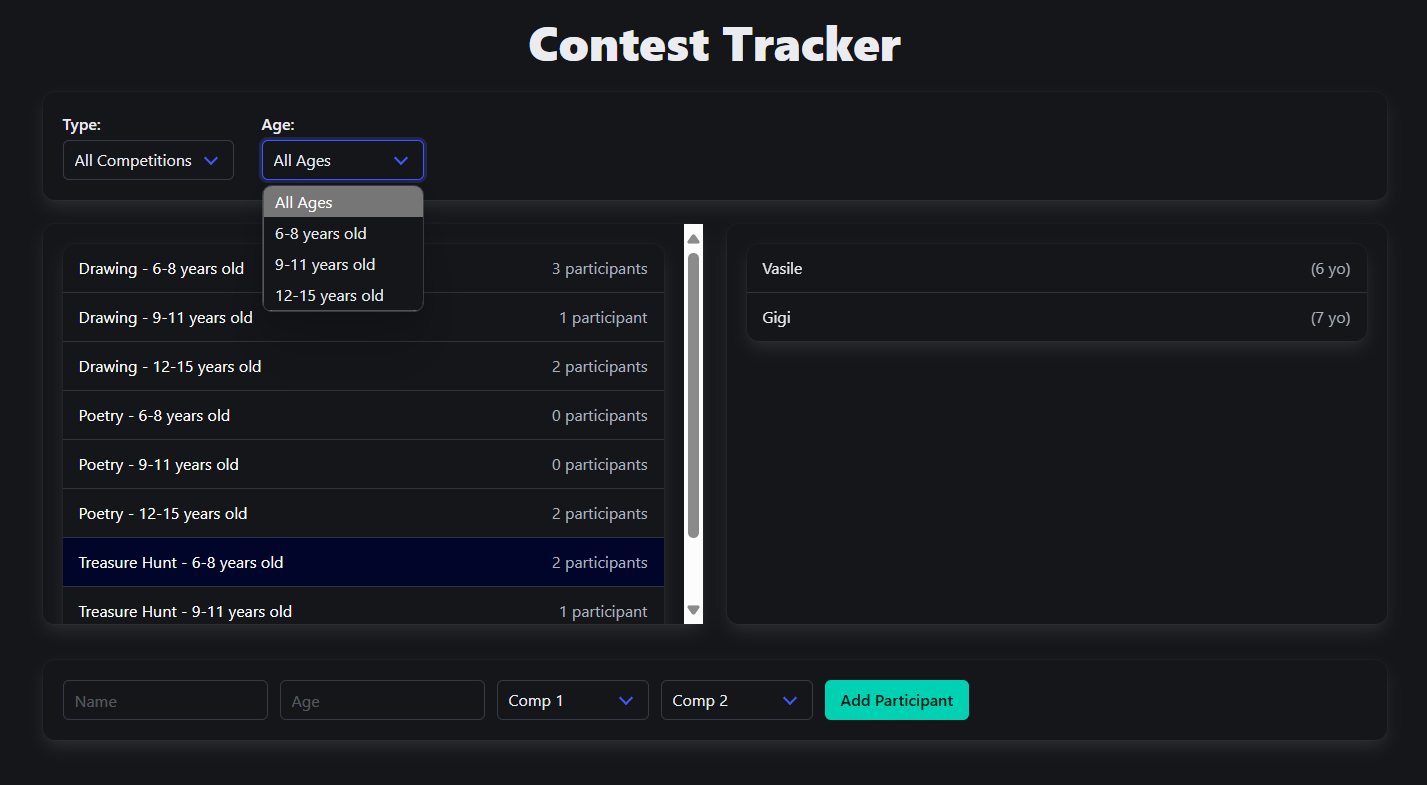 Contest Tracker
Type:
Age:
All Competitions
All Ages
All Ages
6-8 years old
9-11 years old
12-15 years old
Drawing - 6-8 years old 3 participants
Drawing - 9-11 years old 1 participant
Drawing - 12-15 years old 2 participants
Poetry - 6-8 years old 0 participants
Poetry - 9-11 years old 0 participants
Poetry - 12-15 years old 2 participants
Treasure Hunt - 6-8 years old 2 participants
Treasure Hunt - 9-11 years old 1 participant
Vasile (6 yo)
Gigi (7 yo)
Name Age Comp 1 Comp 2 Add Participant